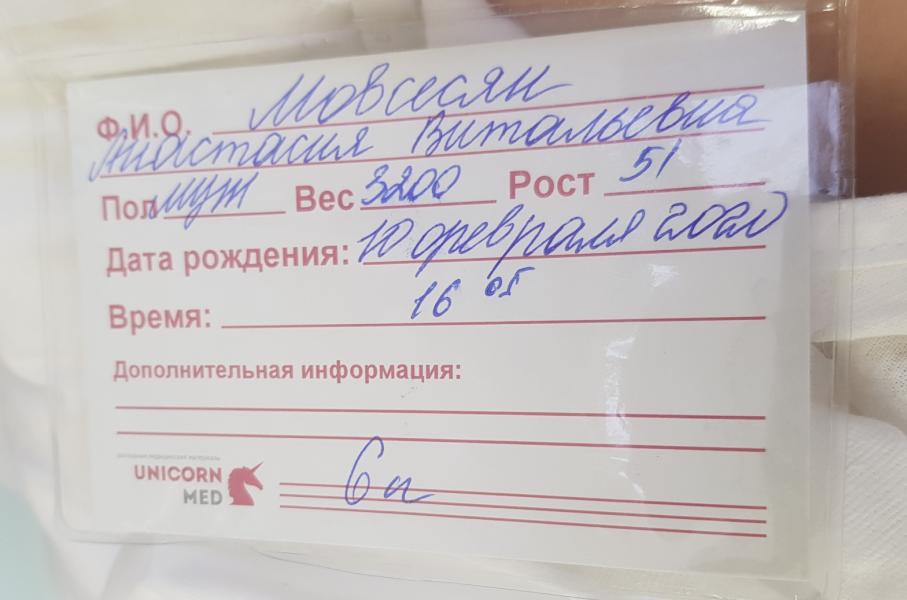 Ф.И.О. Мовсесян
Анастасия Витальевна
Пол муж Вес 3200 Рост 51
Дата рождения: 10 февраля 2020
Время: 16 05
Дополнительная информация:
UNICORN
MED
6п